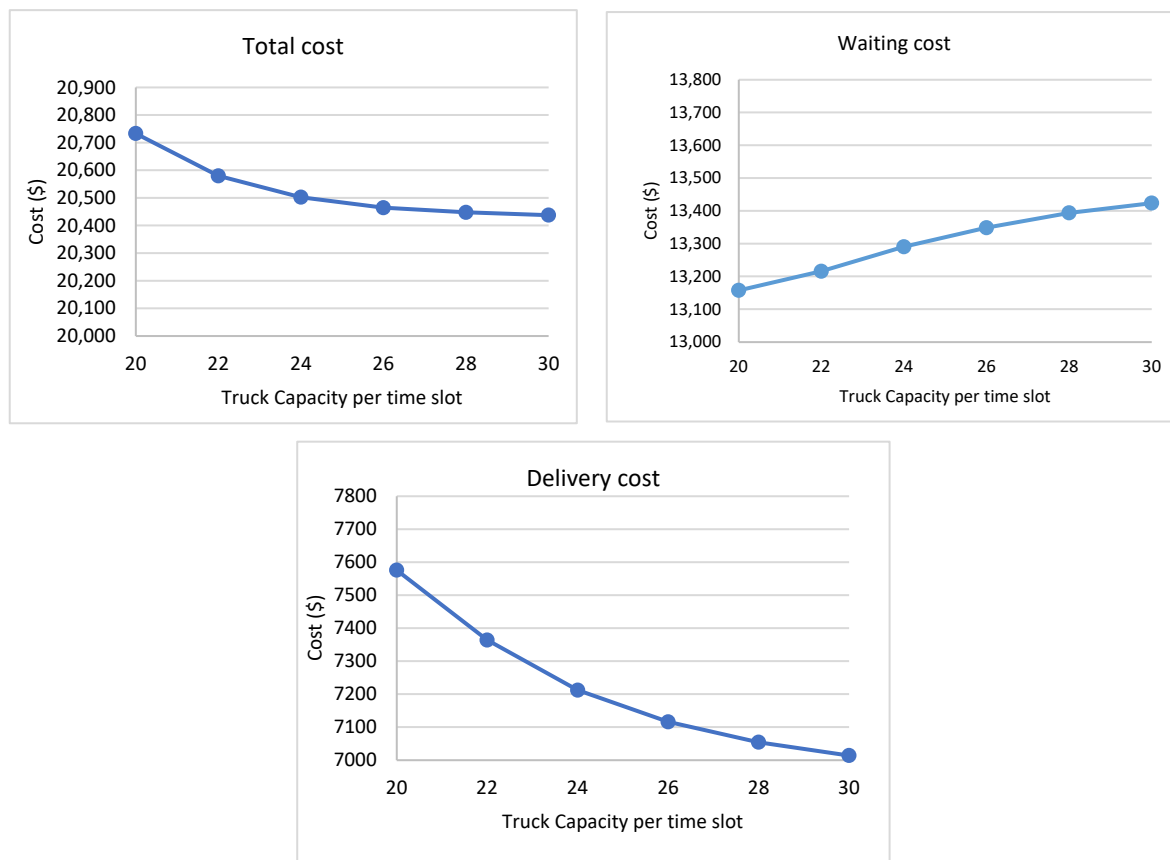 Total cost
20,900
20,800
20,700
20,600
20,500
20,400
20,300
20,200
20,100
20,000
Cost ($)
20 22 24 26 28 30
Truck Capacity per time slot
Waiting cost
13,800
13,700
13,600
13,500
13,400
13,300
13,200
13,100
13,000
Cost ($)
20 22 24 26 28 30
Truck Capacity per time slot
Delivery cost
7800
7700
7600
7500
7400
7300
7200
7100
7000
Cost ($)
20 22 24 26 28 30
Truck Capacity per time slot